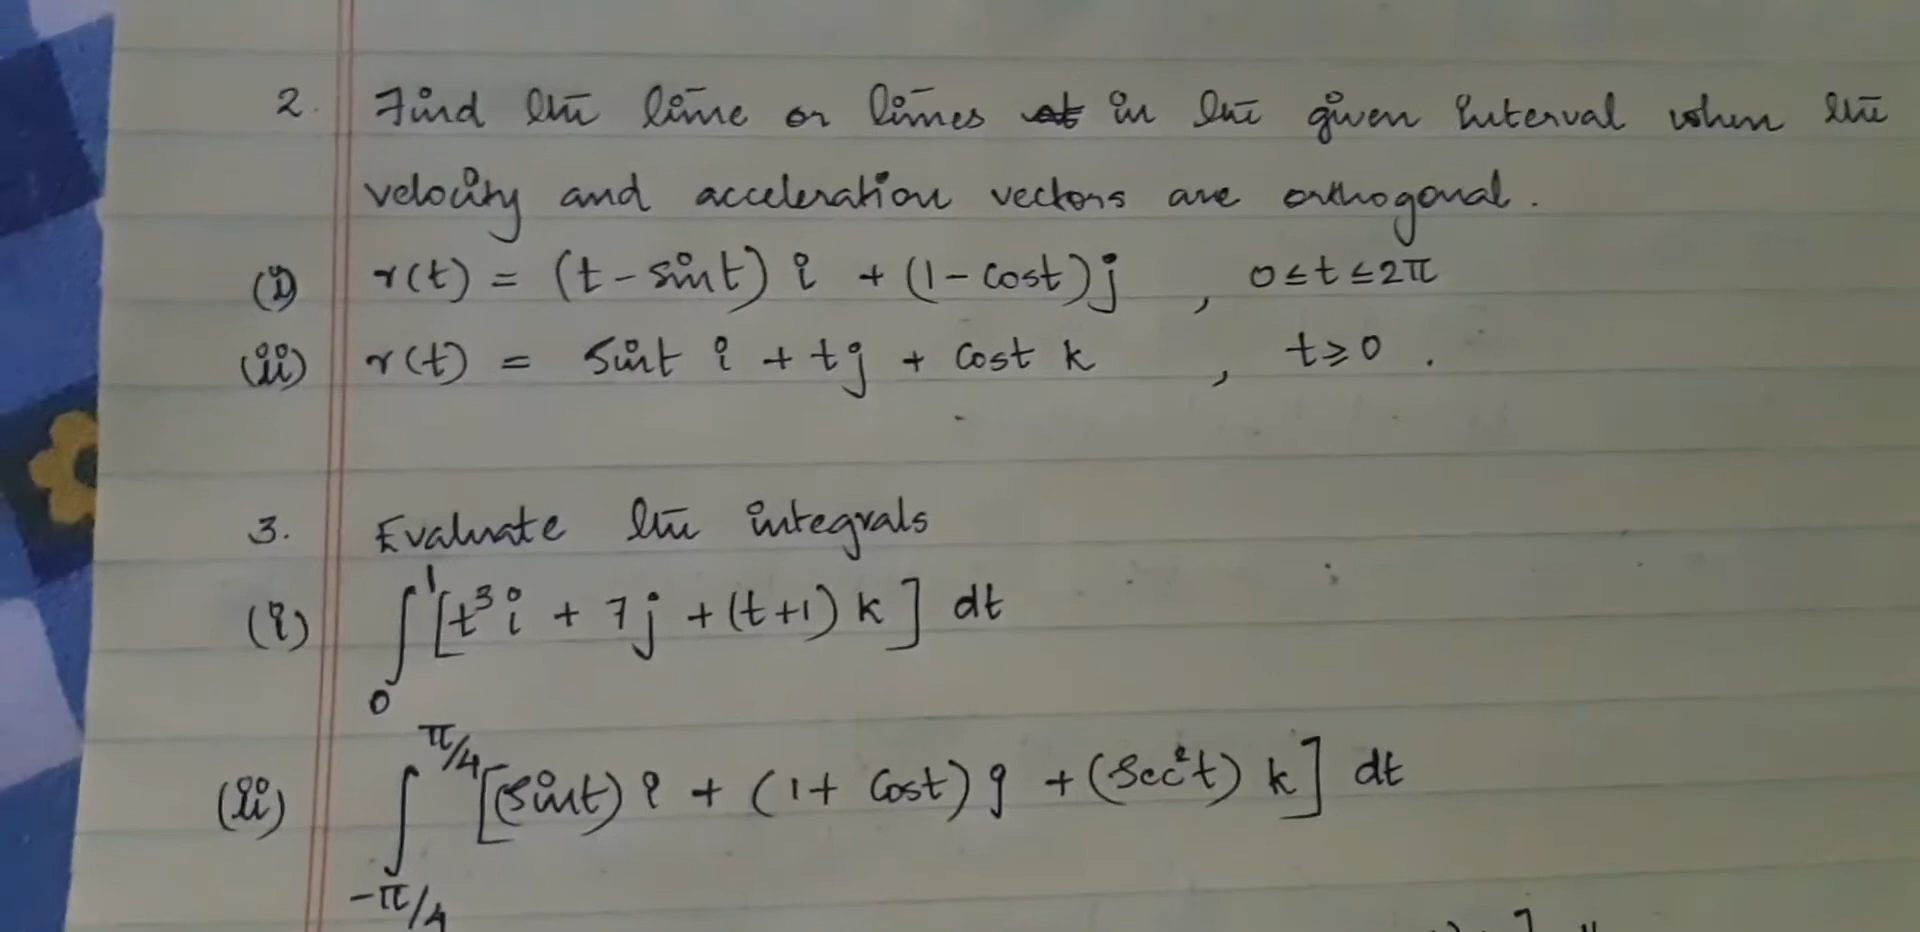 2. Find the time or times at in the given interval when the
velocity and acceleration vectors are orthogonal.
(i) r(t) = (t - sint) i + (1 - cost) j , 0 ≤ t ≤ 2π
(ii) r(t) = sint i + t j + cost k , t ≥ 0 .
3. Evaluate the integrals
(i) ∫₀¹ [t³ i + 7j + (t+1) k ] dt
(ii) ∫_{-π/4}^{π/4} [(sint) i + (1 + cost) j + (sec²t) k ] dt